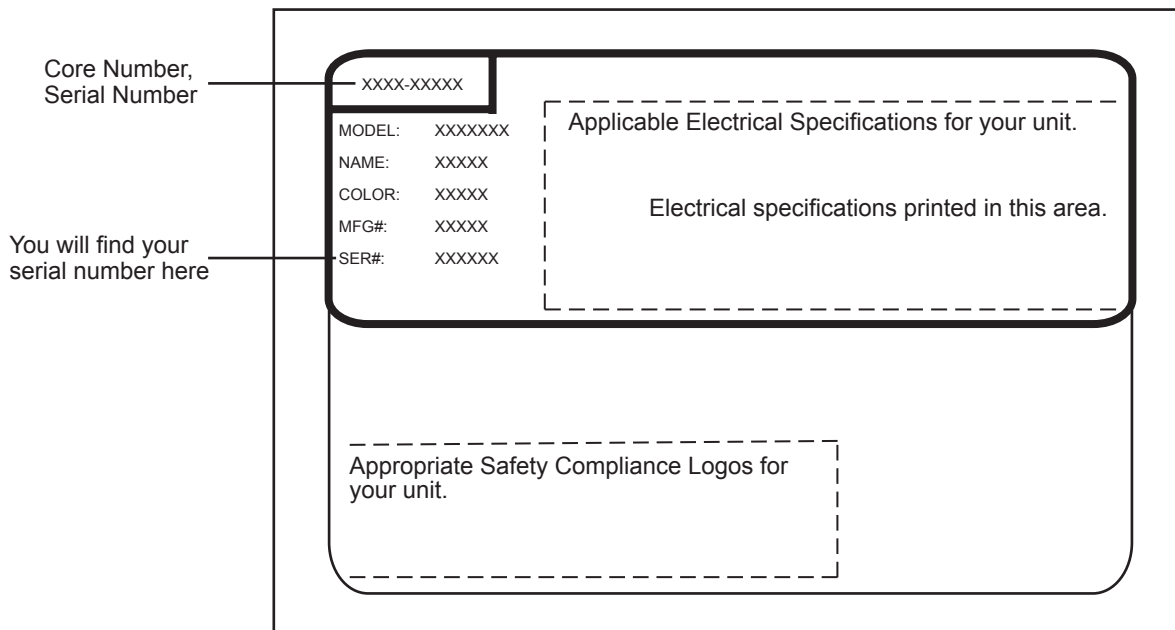 Core Number,
Serial Number
XXXX-XXXXX
MODEL: XXXXXXX
NAME: XXXXX
COLOR: XXXXX
MFG#: XXXXX
SER#: XXXXXX
You will find your
serial number here
Applicable Electrical Specifications for your unit.
Electrical specifications printed in this area.
Appropriate Safety Compliance Logos for
your unit.